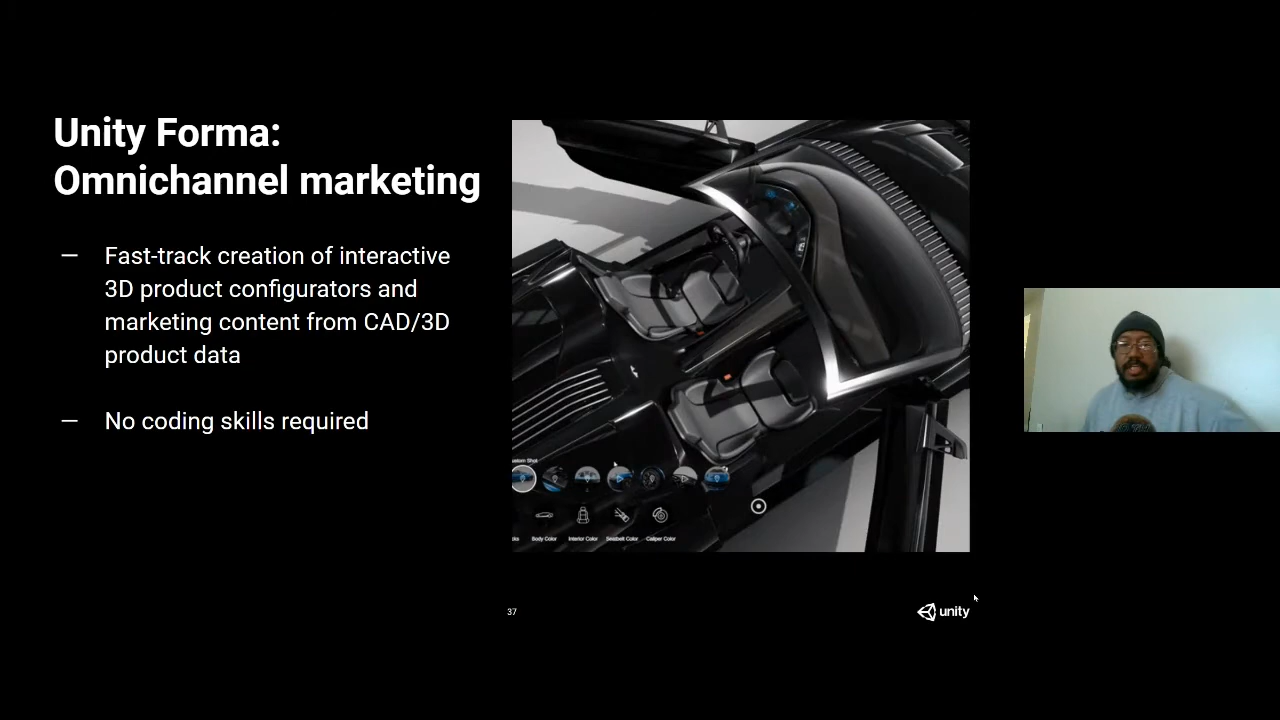 Unity Forma:
Omnichannel marketing
— Fast-track creation of interactive
3D product configurators and
marketing content from CAD/3D
product data
— No coding skills required
Body Color
Interior Color
Seatbelt Color
Caliper Color
37
unity